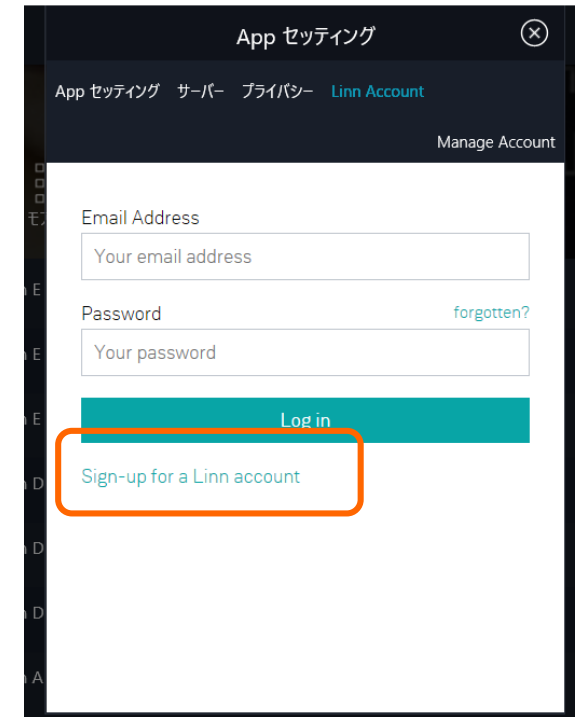 App セッティング
App セッティング サーバー プライバシー Linn Account
Manage Account
モ
Email Address
Your email address
E
Password forgotten?
Your password
E
Log in
E
Sign-up for a Linn account
D
D
D
A